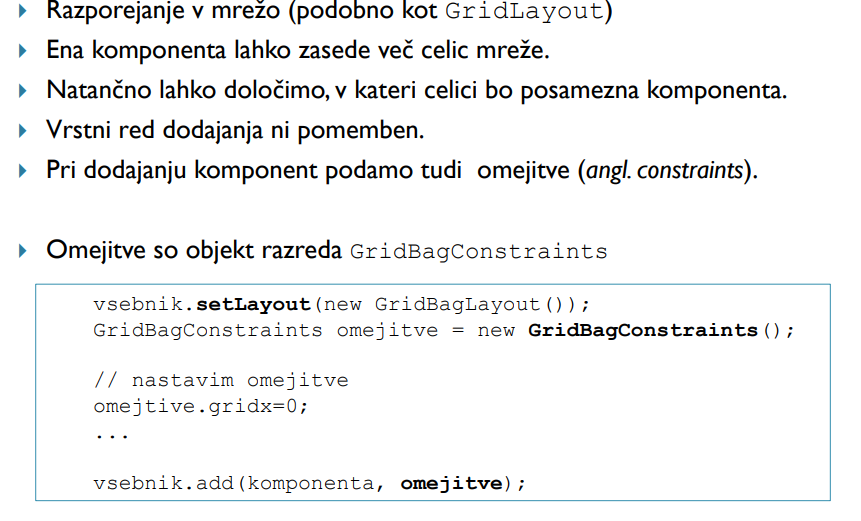 Razporejanje v mrežo (podobno kot GridLayout)
Ena komponenta lahko zasede več celic mreže.
Natančno lahko določimo, v kateri celici bo posamezna komponenta.
Vrstni red dodajanja ni pomemben.
Pri dodajanju komponent podamo tudi omejitve (angl. constraints).
Omejitve so objekt razreda GridBagConstraints
vsebnik.setLayout(new GridBagLayout());
GridBagConstraints omejitve = new GridBagConstraints();
// nastavim omejitve
omejtive.gridx=0;
...
vsebnik.add(komponenta, omejitve);